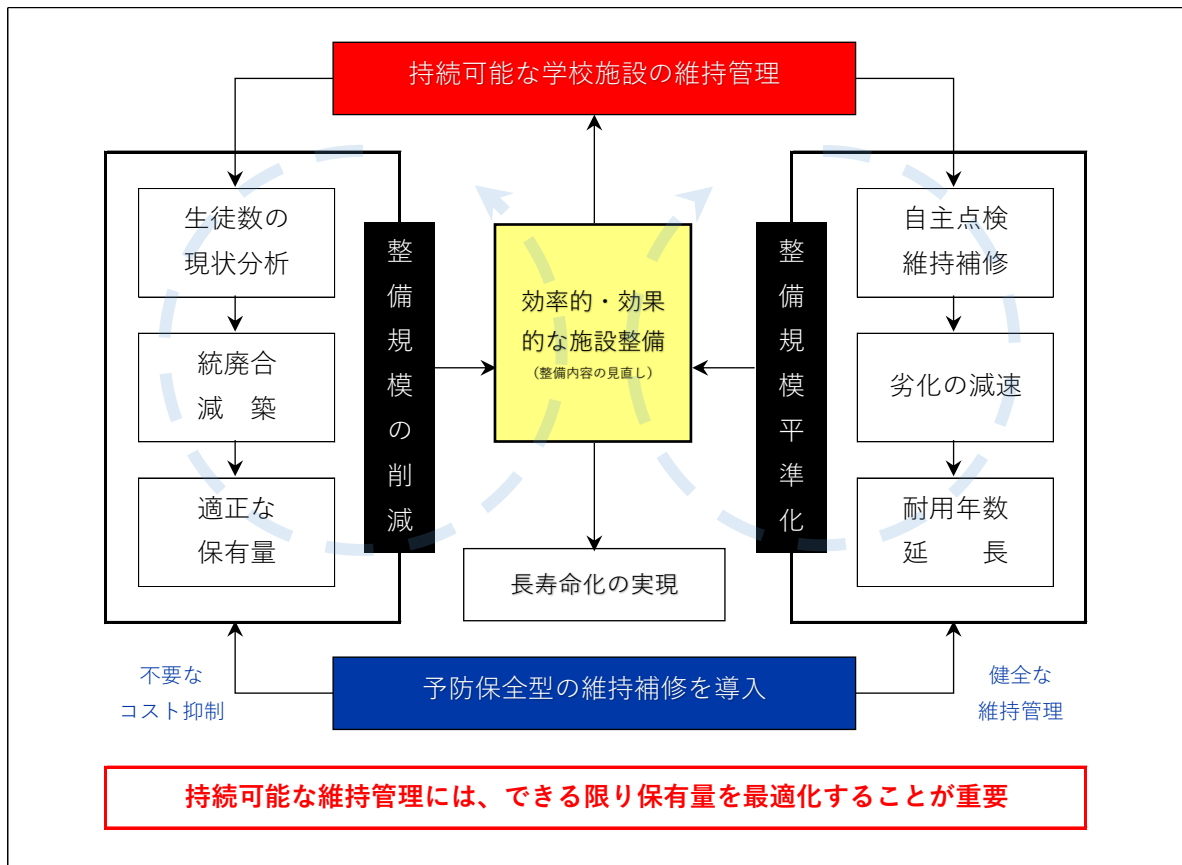 持続可能な学校施設の維持管理
生徒数の
現状分析
統廃合
減　築
適正な
保有量
整備規模の削減
効率的・効果
的な施設整備
（整備内容の見直し）
長寿命化の実現
整備規模平準化
自主点検
維持補修
劣化の減速
耐用年数
延　　長
不要な
コスト抑制
予防保全型の維持補修を導入
健全な
維持管理
持続可能な維持管理には、できる限り保有量を最適化することが重要